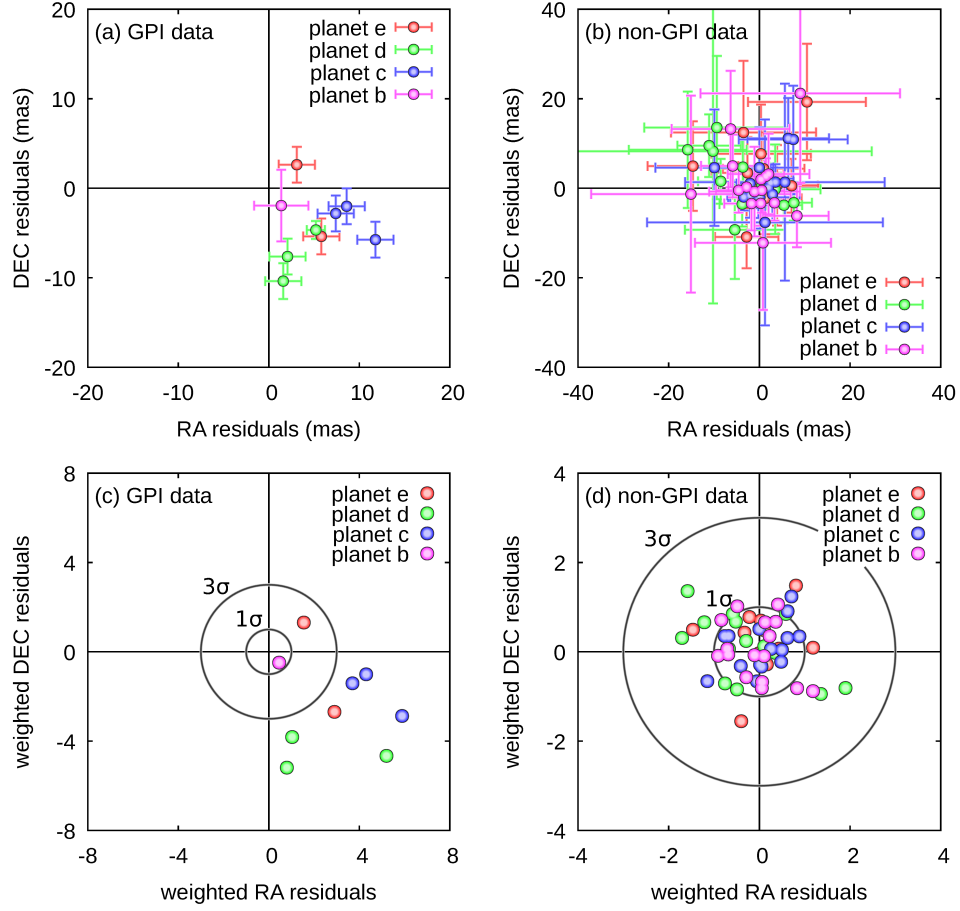 (a) GPI data
planet e
planet d
planet c
planet b
20
10
0
-10
-20
-20
-10
0
10
20
DEC residuals (mas)
RA residuals (mas)
(b) non-GPI data
planet e
planet d
planet c
planet b
40
20
0
-20
-40
-40
-20
0
20
40
DEC residuals (mas)
RA residuals (mas)
(c) GPI data
planet e
planet d
planet c
planet b
3σ
1σ
8
4
0
-4
-8
-8
-4
0
4
8
weighted DEC residuals
weighted RA residuals
(d) non-GPI data
planet e
planet d
planet c
planet b
3σ
1σ
4
2
0
-2
-4
-4
-2
0
2
4
weighted DEC residuals
weighted RA residuals